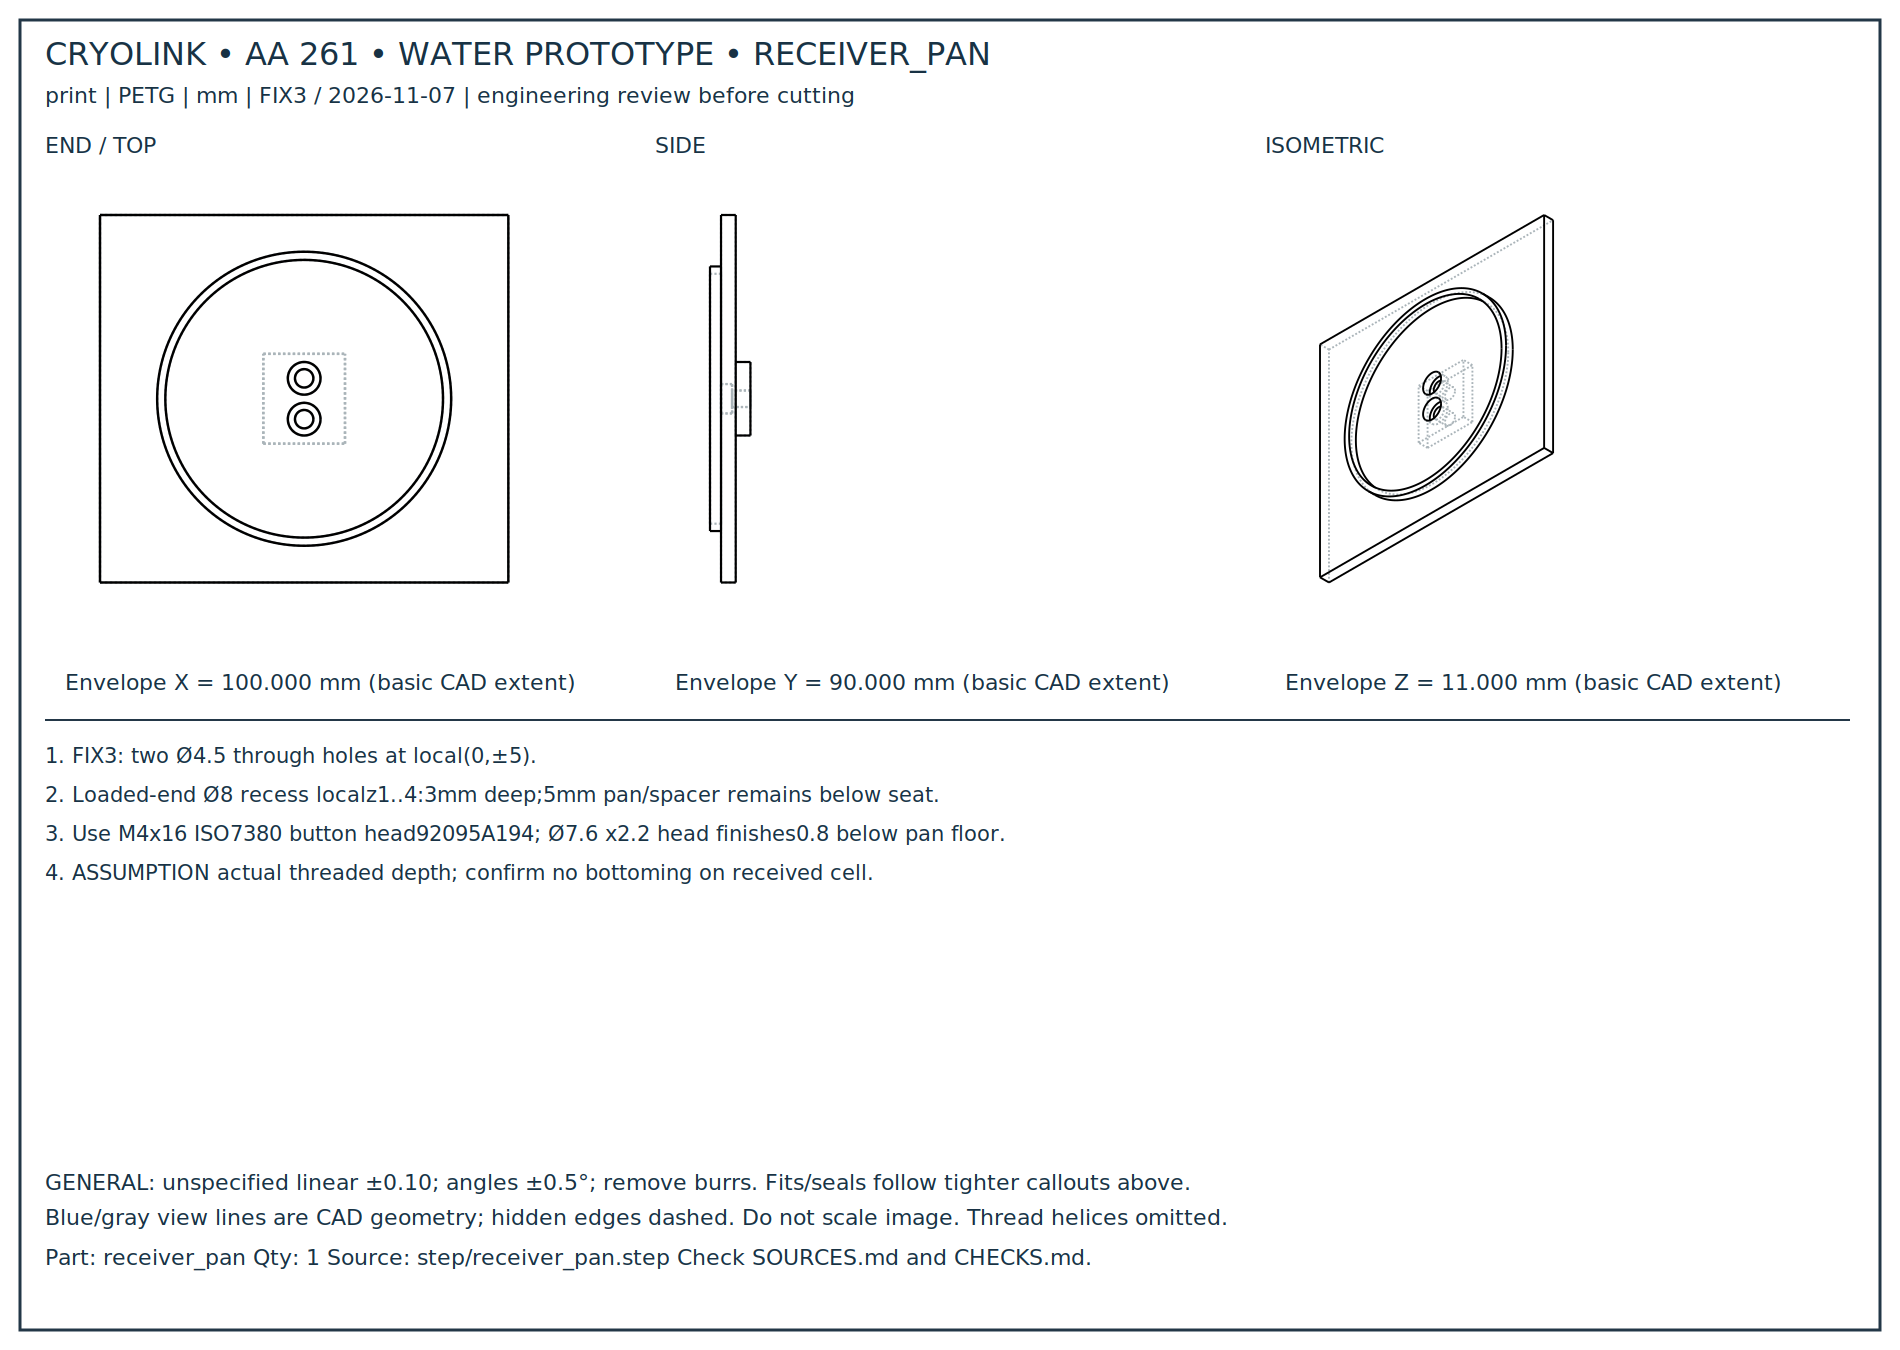 CRYOLINK • AA 261 • WATER PROTOTYPE • RECEIVER_PAN
print | PETG | mm | FIX3 / 2026-11-07 | engineering review before cutting
END / TOP
SIDE
ISOMETRIC
Envelope X = 100.000 mm (basic CAD extent)
Envelope Y = 90.000 mm (basic CAD extent)
Envelope Z = 11.000 mm (basic CAD extent)
1. FIX3: two Ø4.5 through holes at local(0,±5).
2. Loaded-end Ø8 recess localz1..4:3mm deep;5mm pan/spacer remains below seat.
3. Use M4x16 ISO7380 button head92095A194; Ø7.6 x2.2 head finishes0.8 below pan floor.
4. ASSUMPTION actual threaded depth; confirm no bottoming on received cell.
GENERAL: unspecified linear ±0.10; angles ±0.5°; remove burrs. Fits/seals follow tighter callouts above.
Blue/gray view lines are CAD geometry; hidden edges dashed. Do not scale image. Thread helices omitted.
Part: receiver_pan Qty: 1 Source: step/receiver_pan.step Check SOURCES.md and CHECKS.md.